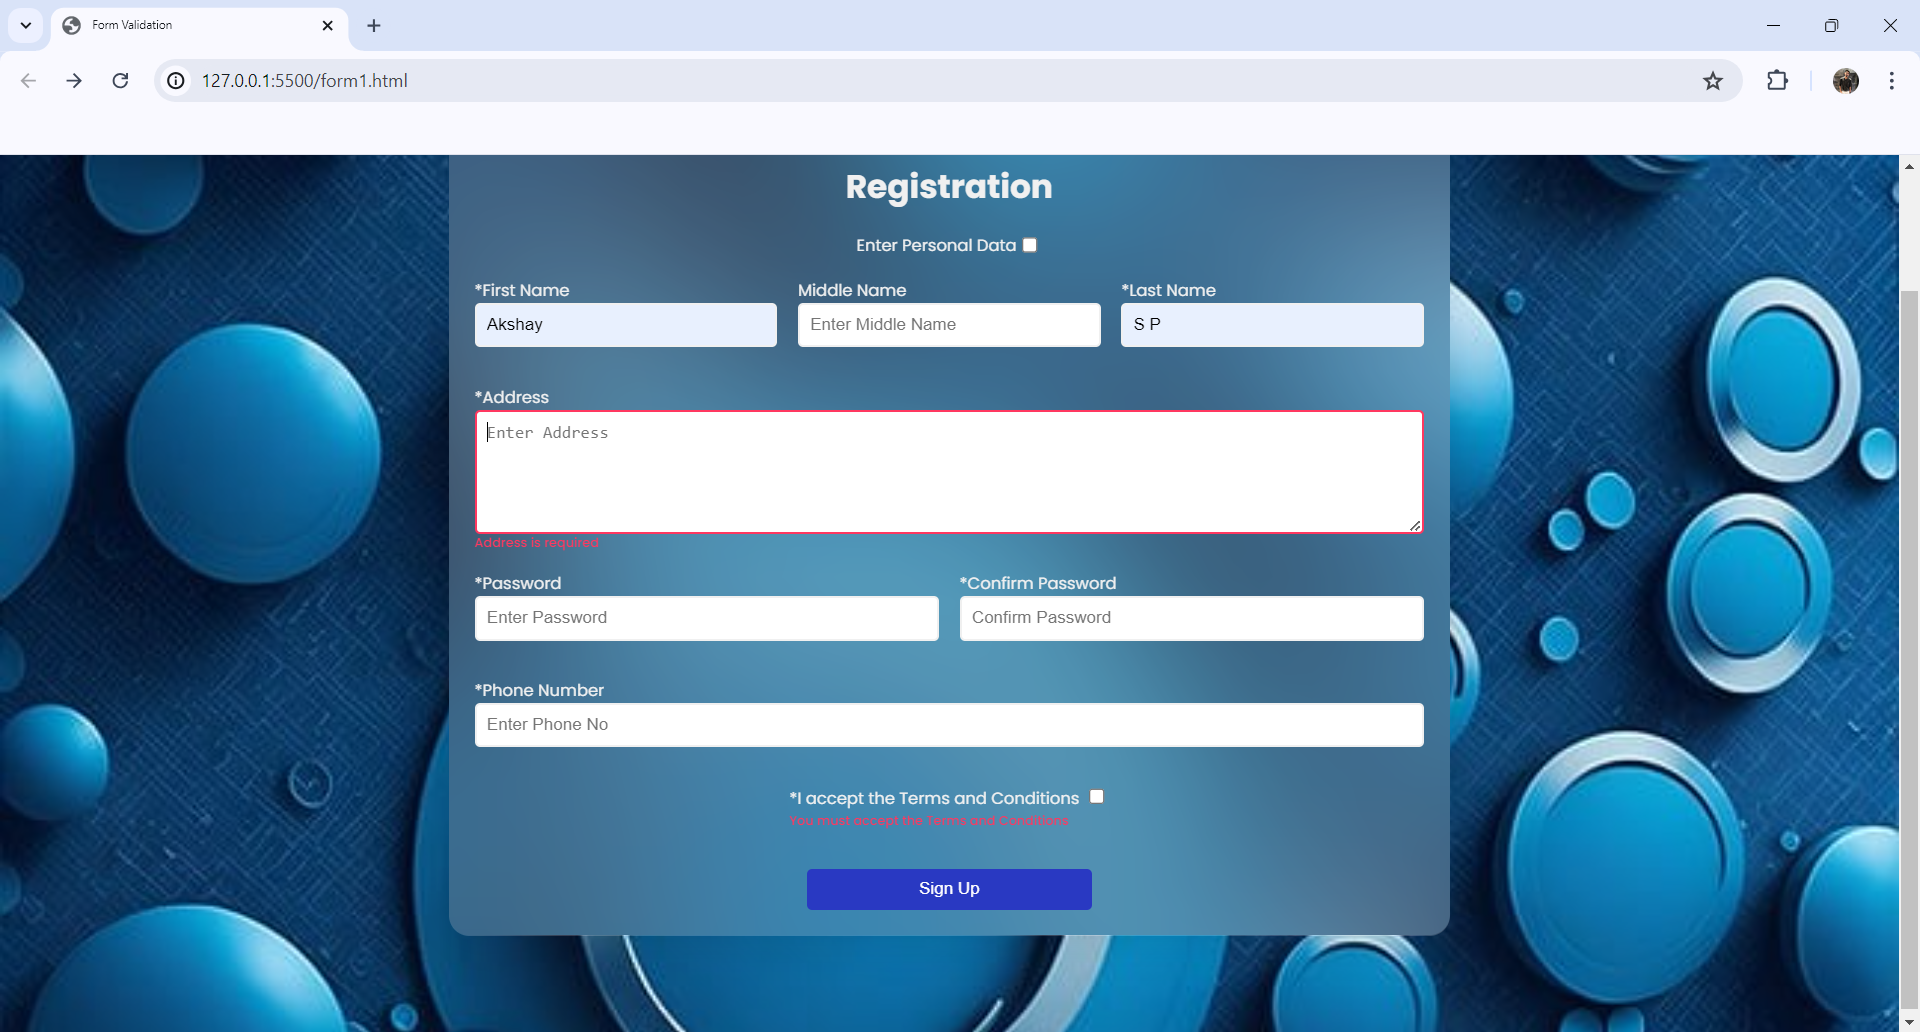 Form Validation
127.0.0.1:5500/form1.html
Registration
Enter Personal Data
*First Name
Middle Name
*Last Name
Akshay
Enter Middle Name
S P
*Address
Enter Address
Address is required
*Password
*Confirm Password
Enter Password
Confirm Password
*Phone Number
Enter Phone No
*I accept the Terms and Conditions
You must accept the Terms and Conditions
Sign Up